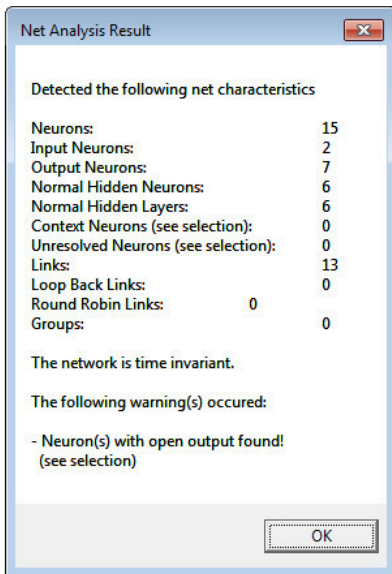 Net Analysis Result
Detected the following net characteristics
Neurons: 15
Input Neurons: 2
Output Neurons: 7
Normal Hidden Neurons: 6
Normal Hidden Layers: 6
Context Neurons (see selection): 0
Unresolved Neurons (see selection): 0
Links: 13
Loop Back Links: 0
Round Robin Links: 0
Groups: 0
The network is time invariant.
The following warning(s) occured:
- Neuron(s) with open output found!
(see selection)
OK